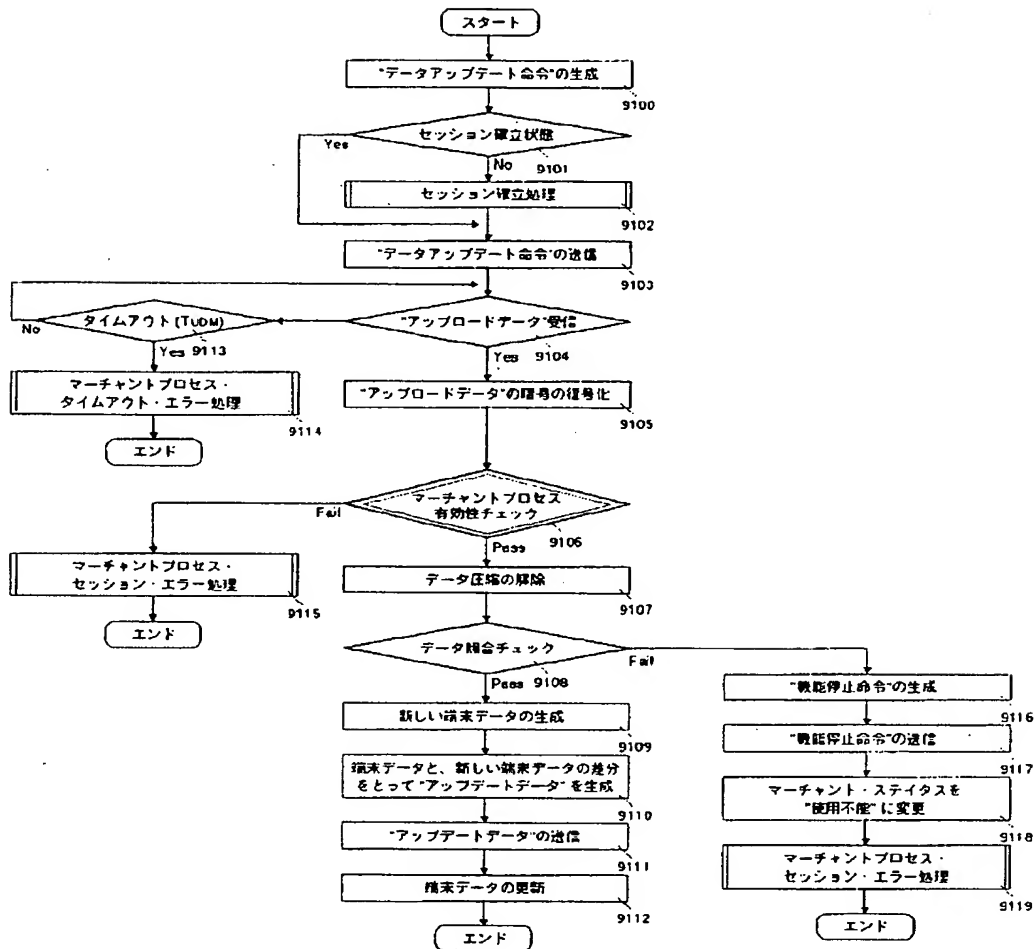 スタート
"データアップデート命令"の生成
9100
セッション確立状態
Yes
9101
No
セッション確立処理
9102
"データアップデート命令"の送信
9103
タイムアウト(TUDM)
No
9113
Yes
"アップロードデータ"受信
9104
Yes
マーチャントプロセス・
タイムアウト・エラー処理
9114
エンド
"アップロードデータ"の暗号の復号化
9105
マーチャントプロセス
有効性チェック
Fail
9106
Pass
マーチャントプロセス・
セッション・エラー処理
9115
エンド
データ圧縮の解除
9107
データ照合チェック
Fail
9108
Pass
新しい端末データの生成
9109
端末データと、新しい端末データの差分
をとって"アップデートデータ"を生成
9110
"アップデートデータ"の送信
9111
端末データの更新
9112
エンド
"機能停止命令"の生成
9116
"機能停止命令"の送信
9117
マーチャント・ステイタスを
"使用不能"に変更
9118
マーチャントプロセス・
セッション・エラー処理
9119
エンド